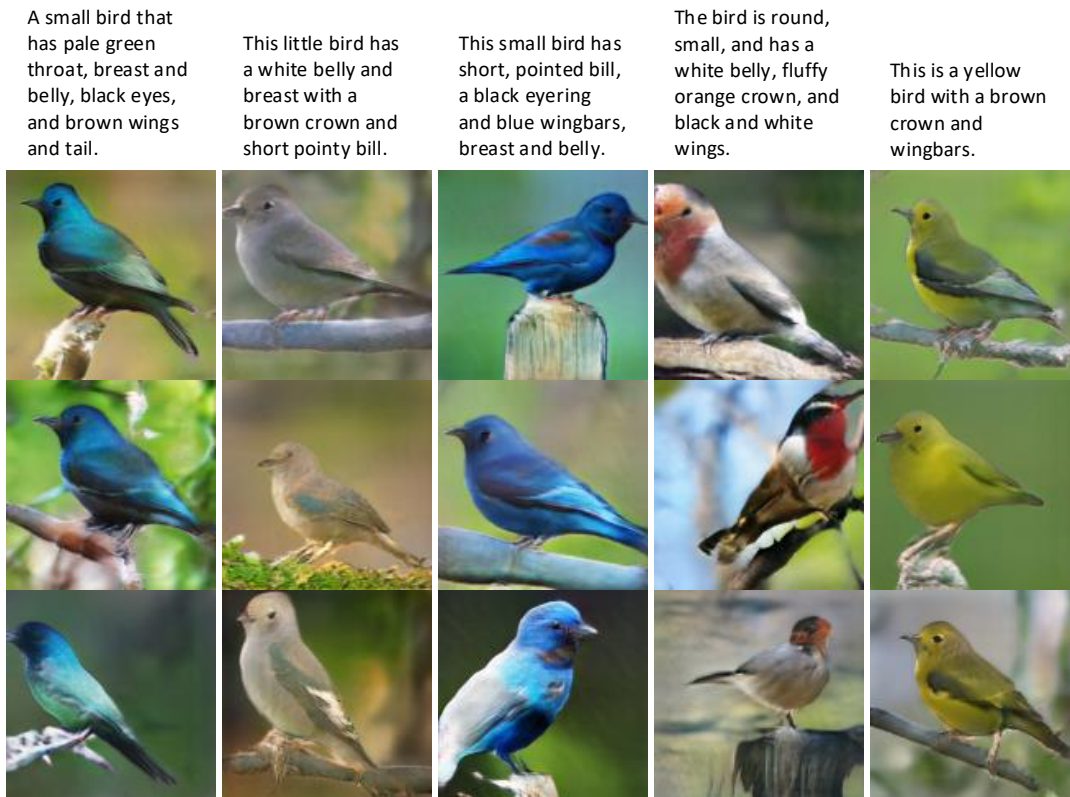 A small bird that
has pale green
throat, breast and
belly, black eyes,
and brown wings
and tail.
This little bird has
a white belly and
breast with a
brown crown and
short pointy bill.
This small bird has
short, pointed bill,
a black eyering
and blue wingbars,
breast and belly.
The bird is round,
small, and has a
white belly, fluffy
orange crown, and
black and white
wings.
This is a yellow
bird with a brown
crown and
wingbars.